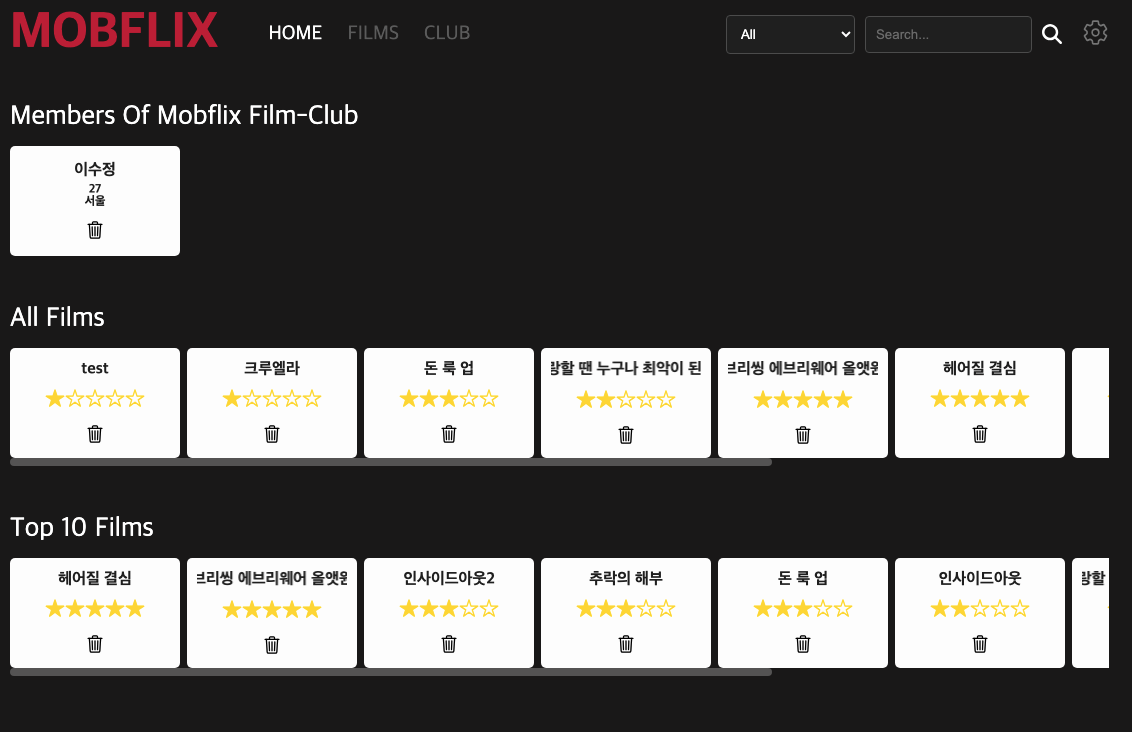 MOBFLIX
HOME FILMS CLUB
All
Search...
Members Of Mobflix Film-Club
이수정
27
서울
All Films
test
크루엘라
돈 룩 업
할 땐 누구나 최악이 된
브리씽 에브리웨어 올앳원
헤어질 결심
Top 10 Films
헤어질 결심
브리씽 에브리웨어 올앳원
인사이드아웃2
추락의 해부
돈 룩 업
인사이드아웃
할